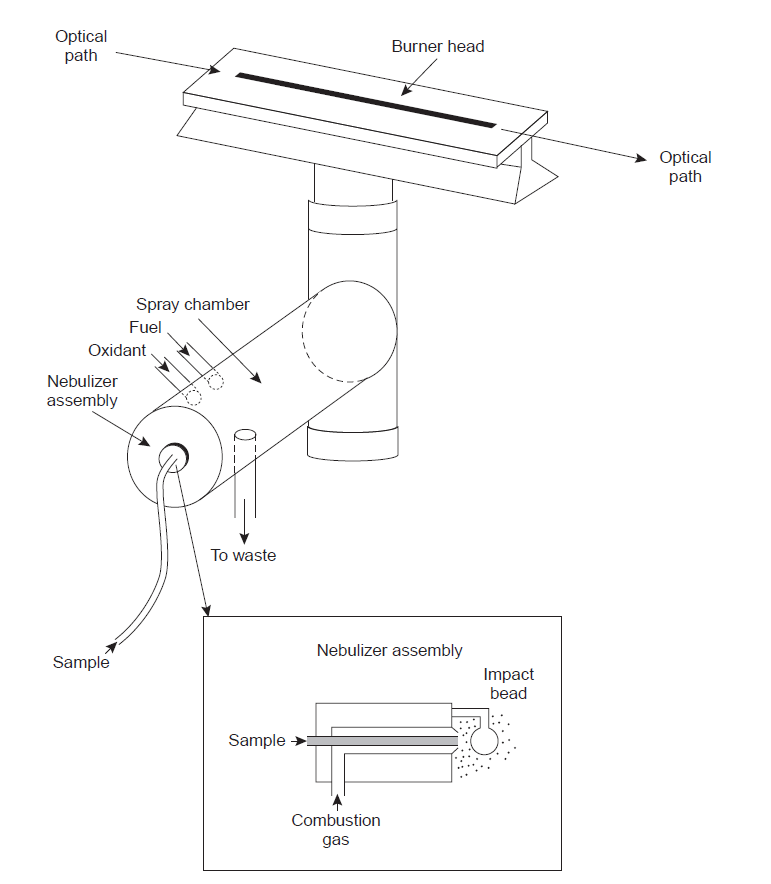 Optical
path
Burner head
Optical
path
Spray chamber
Fuel
Oxidant
Nebulizer
assembly
To waste
Sample
Nebulizer assembly
Impact
bead
Sample
Combustion
gas